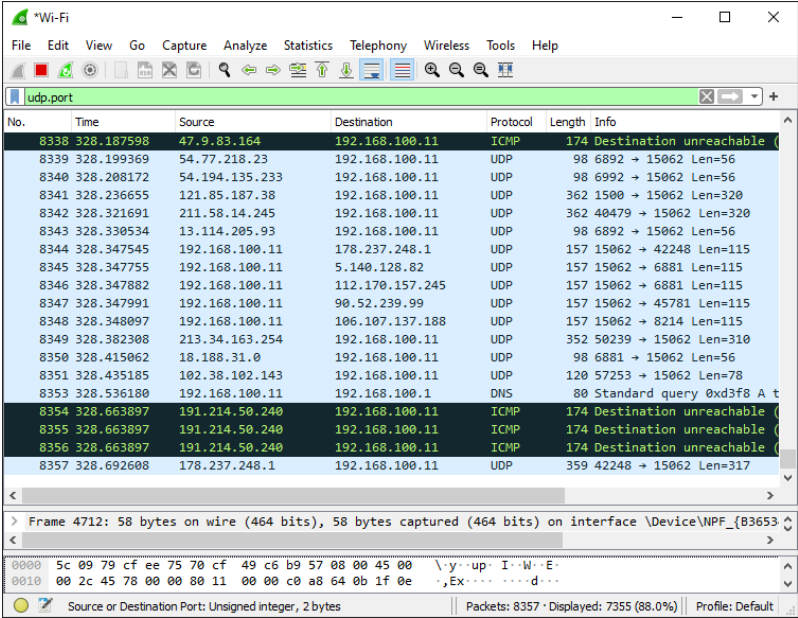 *Wi-Fi
File Edit View Go Capture Analyze Statistics Telephony Wireless Tools Help
udp.port
No. Time Source Destination Protocol Length Info
8338 328.187598 47.9.83.164 192.168.100.11 ICMP 174 Destination unreachable (
8339 328.199369 54.77.218.23 192.168.100.11 UDP 98 6892 → 15062 Len=56
8340 328.208172 54.194.135.233 192.168.100.11 UDP 98 6992 → 15062 Len=56
8341 328.236655 121.85.187.38 192.168.100.11 UDP 362 1500 → 15062 Len=320
8342 328.321691 211.58.14.245 192.168.100.11 UDP 362 40479 → 15062 Len=320
8343 328.330534 13.114.205.93 192.168.100.11 UDP 98 6892 → 15062 Len=56
8344 328.347545 192.168.100.11 178.237.248.1 UDP 157 15062 → 42248 Len=115
8345 328.347755 192.168.100.11 5.140.128.82 UDP 157 15062 → 6881 Len=115
8346 328.347882 192.168.100.11 112.170.157.245 UDP 157 15062 → 6881 Len=115
8347 328.347991 192.168.100.11 90.52.239.99 UDP 157 15062 → 45781 Len=115
8348 328.348097 192.168.100.11 106.107.137.188 UDP 157 15062 → 8214 Len=115
8349 328.382308 213.34.163.254 192.168.100.11 UDP 352 50239 → 15062 Len=310
8350 328.415062 18.188.31.0 192.168.100.11 UDP 98 6881 → 15062 Len=56
8351 328.435185 102.38.102.143 192.168.100.11 UDP 120 57253 → 15062 Len=78
8353 328.536180 192.168.100.11 192.168.100.1 DNS 80 Standard query 0xd3f8 A t
8354 328.663897 191.214.50.240 192.168.100.11 ICMP 174 Destination unreachable (
8355 328.663897 191.214.50.240 192.168.100.11 ICMP 174 Destination unreachable (
8356 328.663897 191.214.50.240 192.168.100.11 ICMP 174 Destination unreachable (
8357 328.692608 178.237.248.1 192.168.100.11 UDP 359 42248 → 15062 Len=317
Frame 4712: 58 bytes on wire (464 bits), 58 bytes captured (464 bits) on interface \Device\NPF_{B3653
0000 5c 09 79 cf ee 75 70 cf 49 c6 b9 57 08 00 45 00 \·y··up· I··W··E·
0010 00 2c 45 78 00 00 80 11 00 00 c0 a8 64 0b 1f 0e ·,Ex···· ····d···
Source or Destination Port: Unsigned integer, 2 bytes Packets: 8357 · Displayed: 7355 (88.0%) Profile: Default